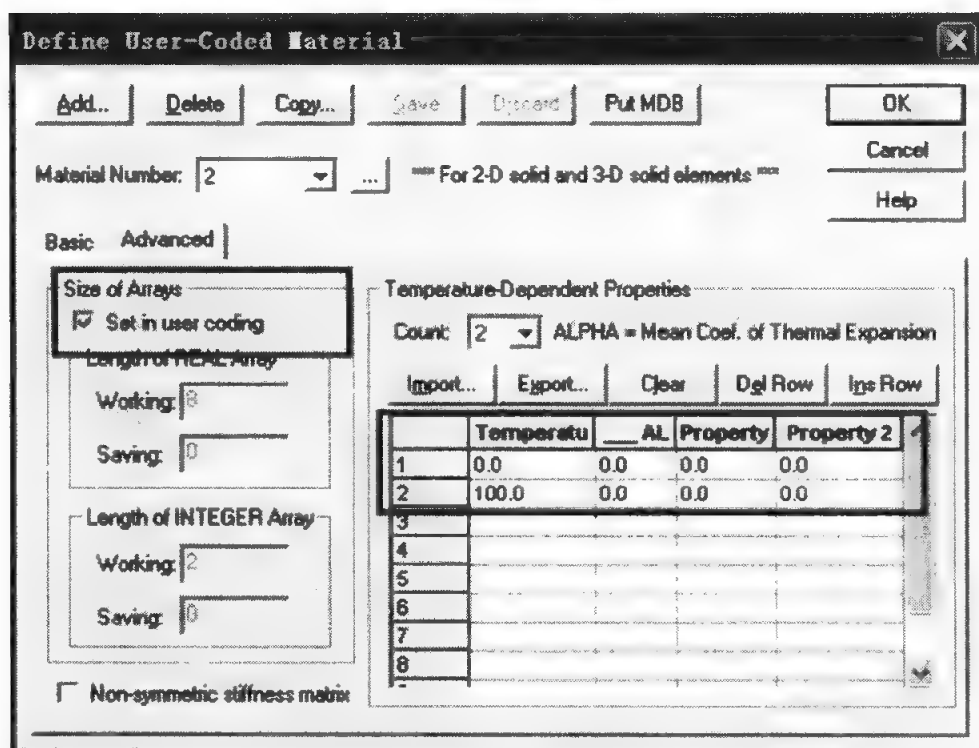 Define User-Coded Material
Add... Delete Copy... Save Discard Put MDB OK
Cancel
Material Number: 2 ... *** For 2-D solid and 3-D solid elements ***
Help
Basic Advanced
Size of Arrays Temperature-Dependent Properties
Set in user coding
Count: 2 ALPHA = Mean Coef. of Thermal Expansion
Length of REAL Array
Import... Export... Clear Del Row Ins Row
Working: 8
Temperatu ___ AL Property Property 2
Saving: 0
1 0.0 0.0 0.0 0.0
2 100.0 0.0 0.0 0.0
Length of INTEGER Array
3
4
Working: 2
5
6
Saving: 0
7
8
Non-symmetric stiffness matrix